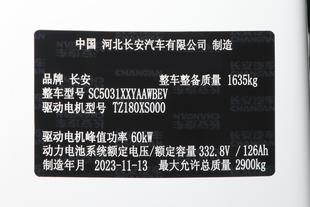 中国 河北长安汽车有限公司 制造
品牌 长安 整车整备质量 1635kg
整车型号 SC5031XXYAAWBEV
驱动电机型号 TZ180XS000
驱动电机峰值功率 60kW
动力电池系统额定电压/额定容量 332.8V/126Ah
制造年月 2023-11-13 最大允许总质量 2900kg